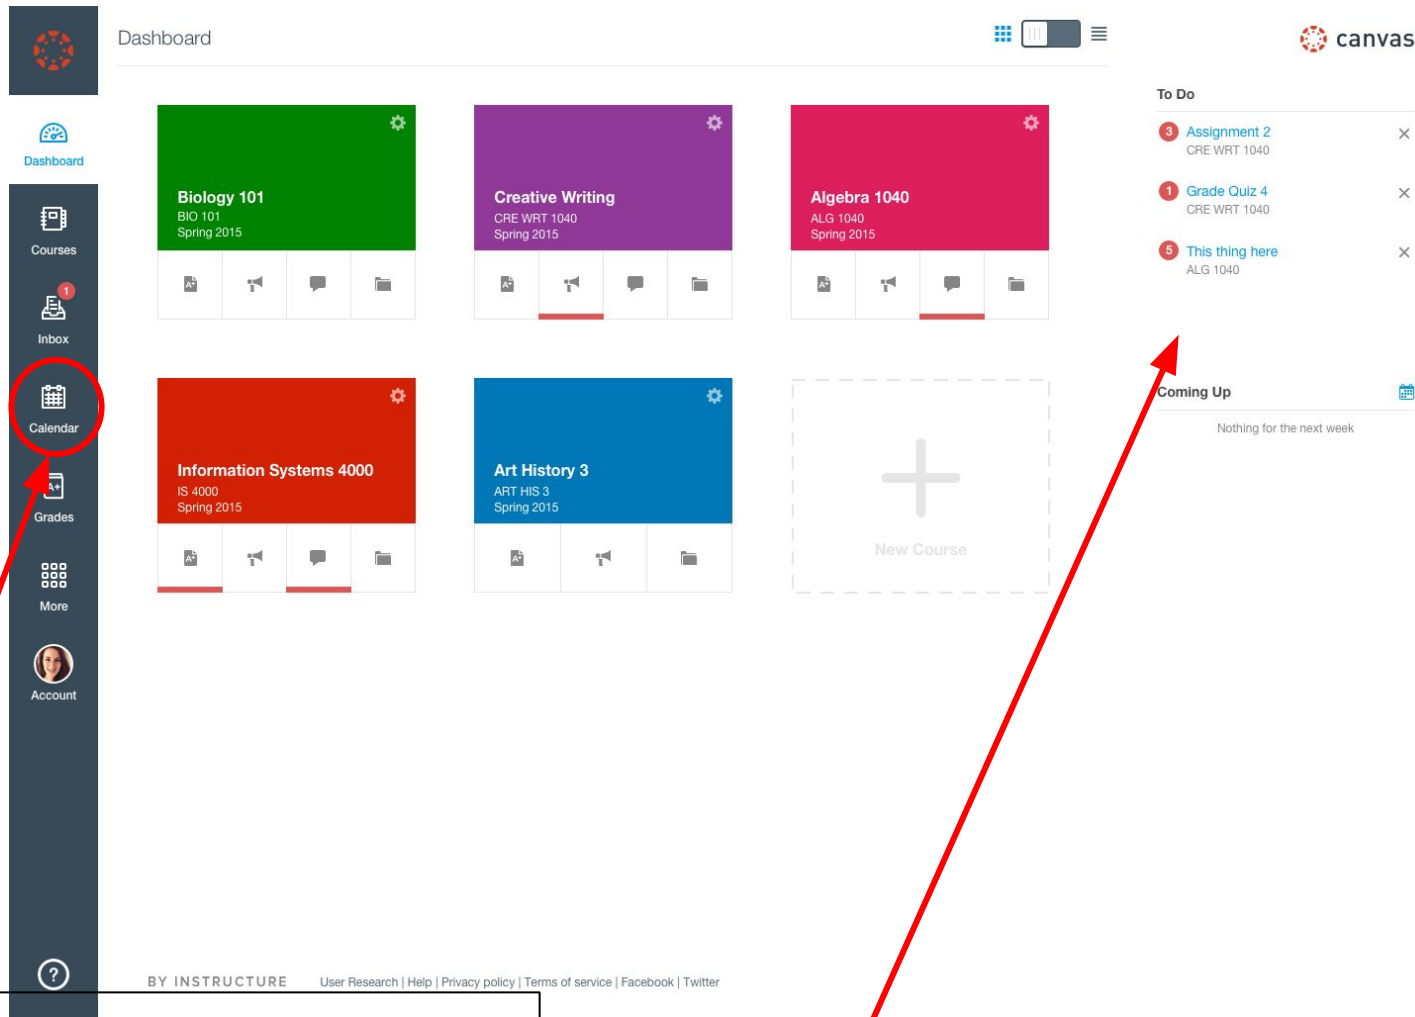 Dashboard
canvas
Dashboard
Courses
1
Inbox
Calendar
A+
Grades
More
Account
?
Biology 101
BIO 101
Spring 2015
A+
Creative Writing
CRE WRT 1040
Spring 2015
A+
Algebra 1040
ALG 1040
Spring 2015
A+
Information Systems 4000
IS 4000
Spring 2015
A+
Art History 3
ART HIS 3
Spring 2015
A+
New Course
To Do
3 Assignment 2
CRE WRT 1040
1 Grade Quiz 4
CRE WRT 1040
5 This thing here
ALG 1040
Coming Up
Nothing for the next week
BY INSTRUCTURE User Research | Help | Privacy policy | Terms of service | Facebook | Twitter